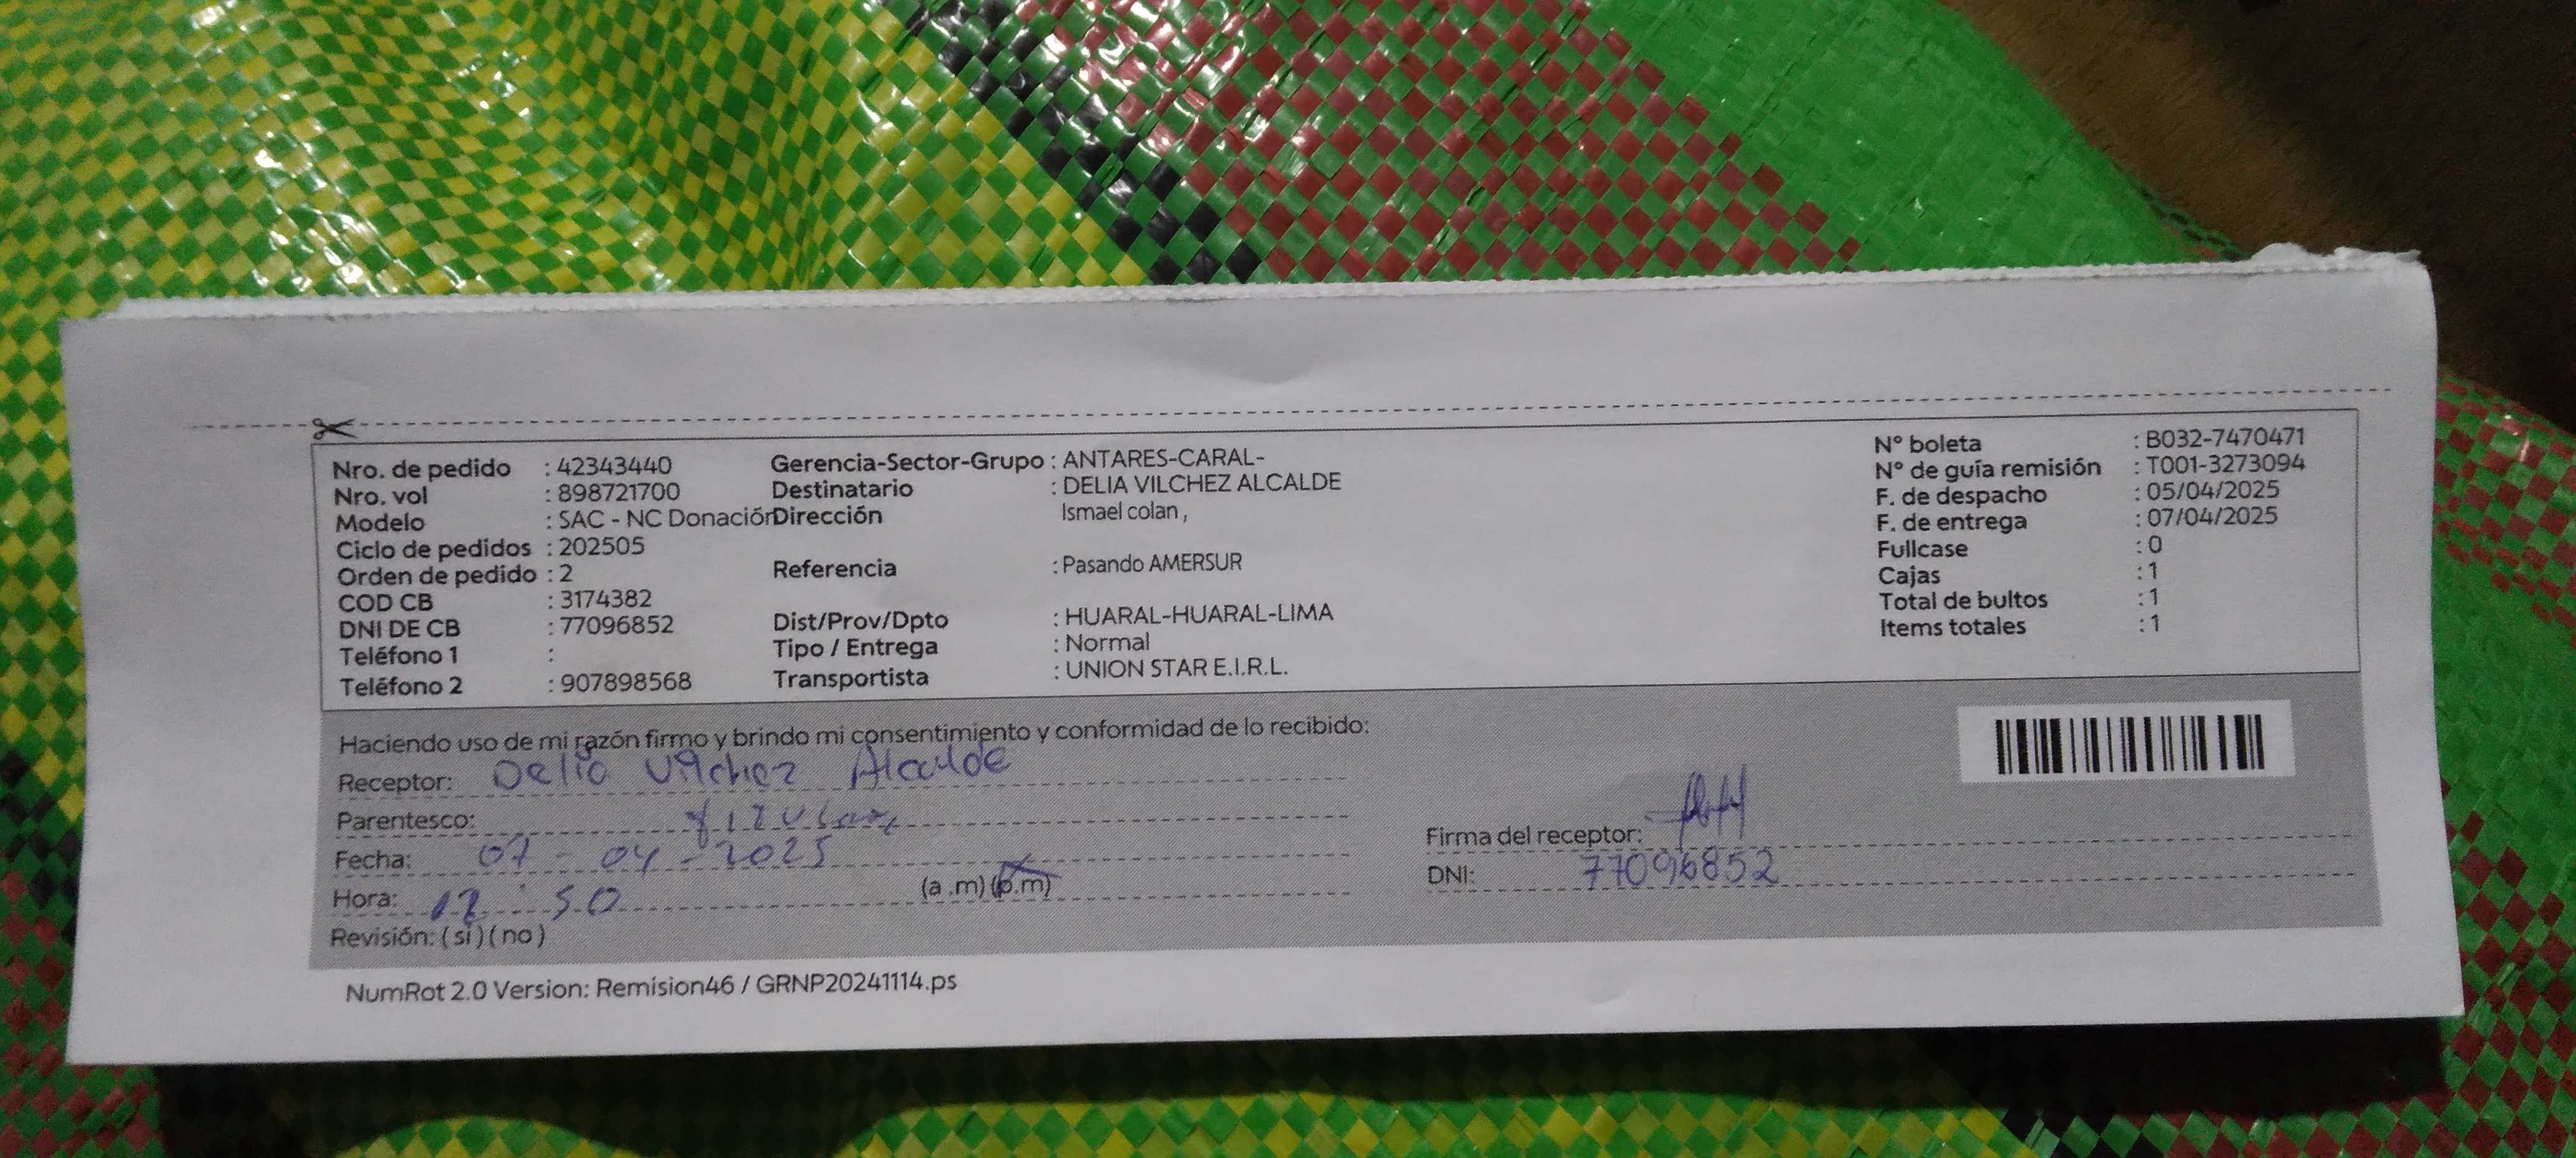 Nro. de pedido : 42343440
Nro. vol : 898721700
Modelo : SAC - NC Donación
Ciclo de pedidos : 202505
Orden de pedido : 2
COD CB : 3174382
DNI DE CB : 77096852
Teléfono 1 :
Teléfono 2 : 907898568
Gerencia-Sector-Grupo : ANTARES-CARAL-
Destinatario : DELIA VILCHEZ ALCALDE
Dirección Ismael colan ,
Referencia : Pasando AMERSUR
Dist/Prov/Dpto : HUARAL-HUARAL-LIMA
Tipo / Entrega : Normal
Transportista : UNION STAR E.I.R.L.
N° boleta : B032-7470471
N° de guía remisión : T001-3273094
F. de despacho : 05/04/2025
F. de entrega : 07/04/2025
Fullcase : 0
Cajas : 1
Total de bultos : 1
Items totales : 1
Haciendo uso de mi razón firmo y brindo mi consentimiento y conformidad de lo recibido:
Receptor: Delia Vilchez Alcalde
Parentesco:
Fecha: 07 - 04 - 2025
Hora: 12 : 50 (a .m) (p.m)
Revisión: ( si ) ( no )
Firma del receptor:
DNI: 77096852
NumRot 2.0 Version: Remision46 / GRNP20241114.ps